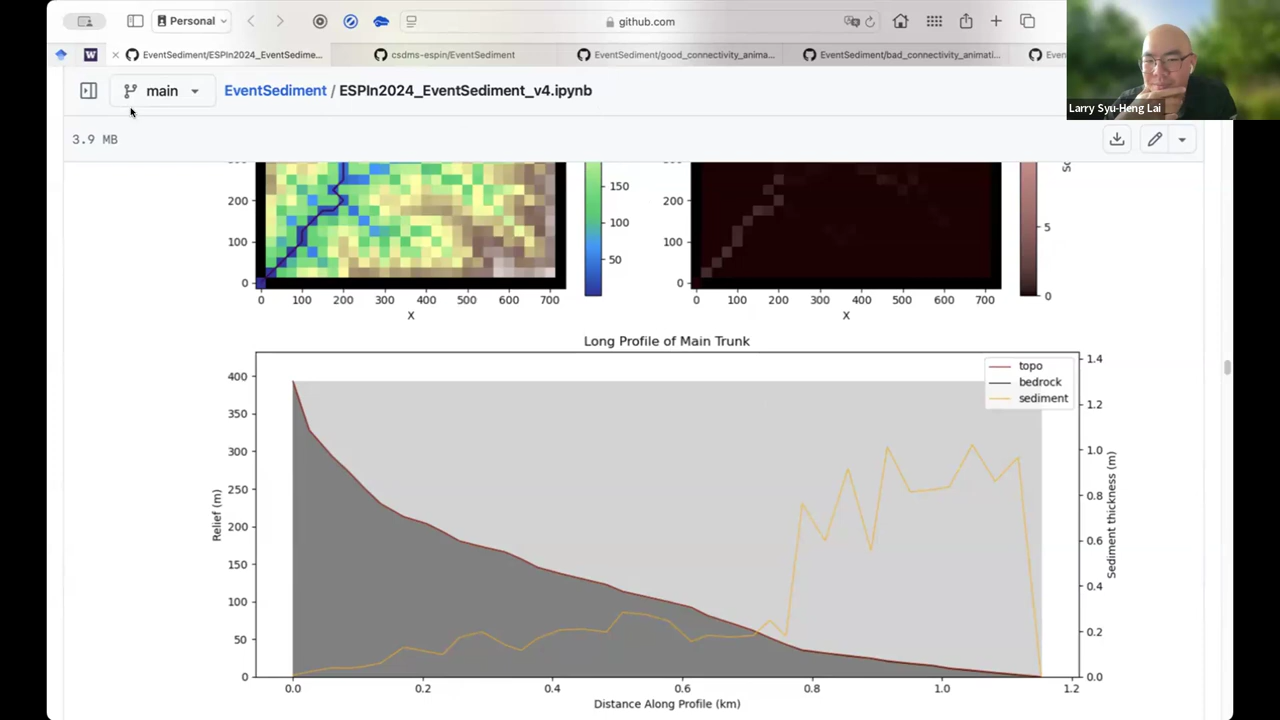 Personal
github.com
EventSediment/ESPIn2024_EventSedime...
csdms-espin/EventSediment
EventSediment/good_connectivity_anima...
EventSediment/bad_connectivity_animati...
Even
W
main
EventSediment / ESPIn2024_EventSediment_v4.ipynb
Larry Syu-Heng Lai
3.9 MB
200
100
0
0 100 200 300 400 500 600 700
X
150
100
50
200
100
0
0 100 200 300 400 500 600 700
X
5
0
Long Profile of Main Trunk
topo
bedrock
sediment
Relief (m)
400
350
300
250
200
150
100
50
0
1.4
1.2
1.0
0.8
0.6
0.4
0.2
0.0
Sediment thickness (m)
0.0 0.2 0.4 0.6 0.8 1.0 1.2
Distance Along Profile (km)